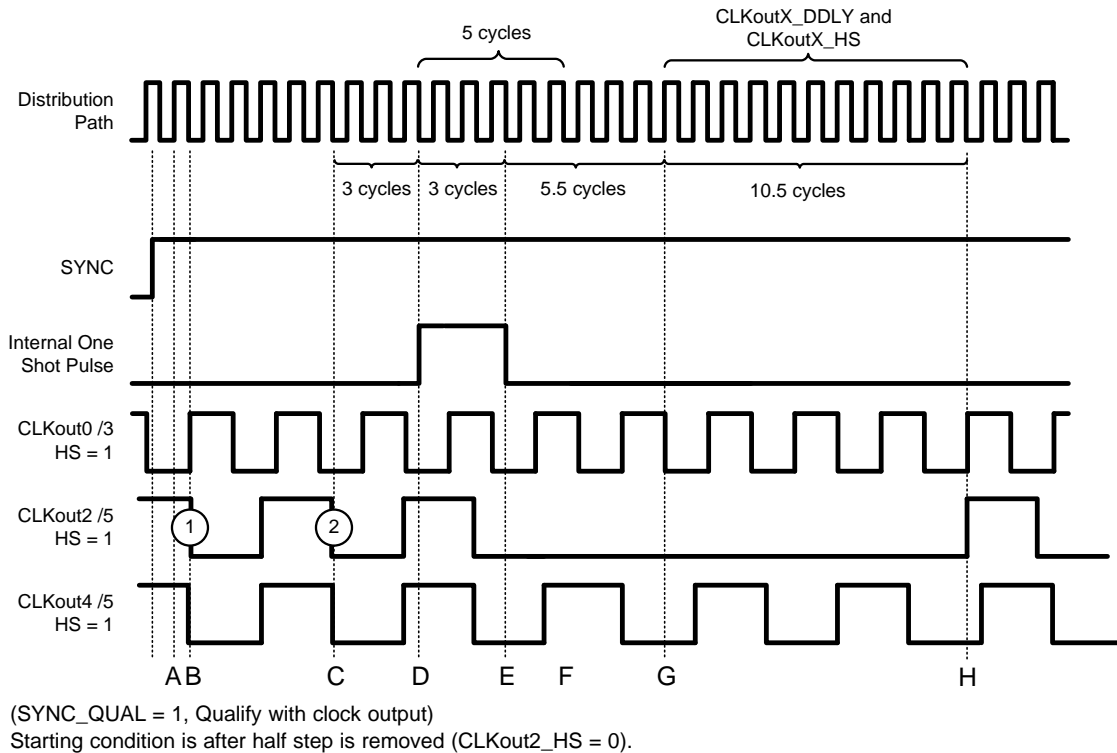 CLKoutX_DDLY and
CLKoutX_HS
5 cycles
Distribution
Path
3 cycles
3 cycles
5.5 cycles
10.5 cycles
SYNC
Internal One
Shot Pulse
CLKout0 /3
HS = 1
CLKout2 /5
HS = 1
1
2
CLKout4 /5
HS = 1
A
B
C
D
E
F
G
H
(SYNC_QUAL = 1, Qualify with clock output)
Starting condition is after half step is removed (CLKout2_HS = 0).